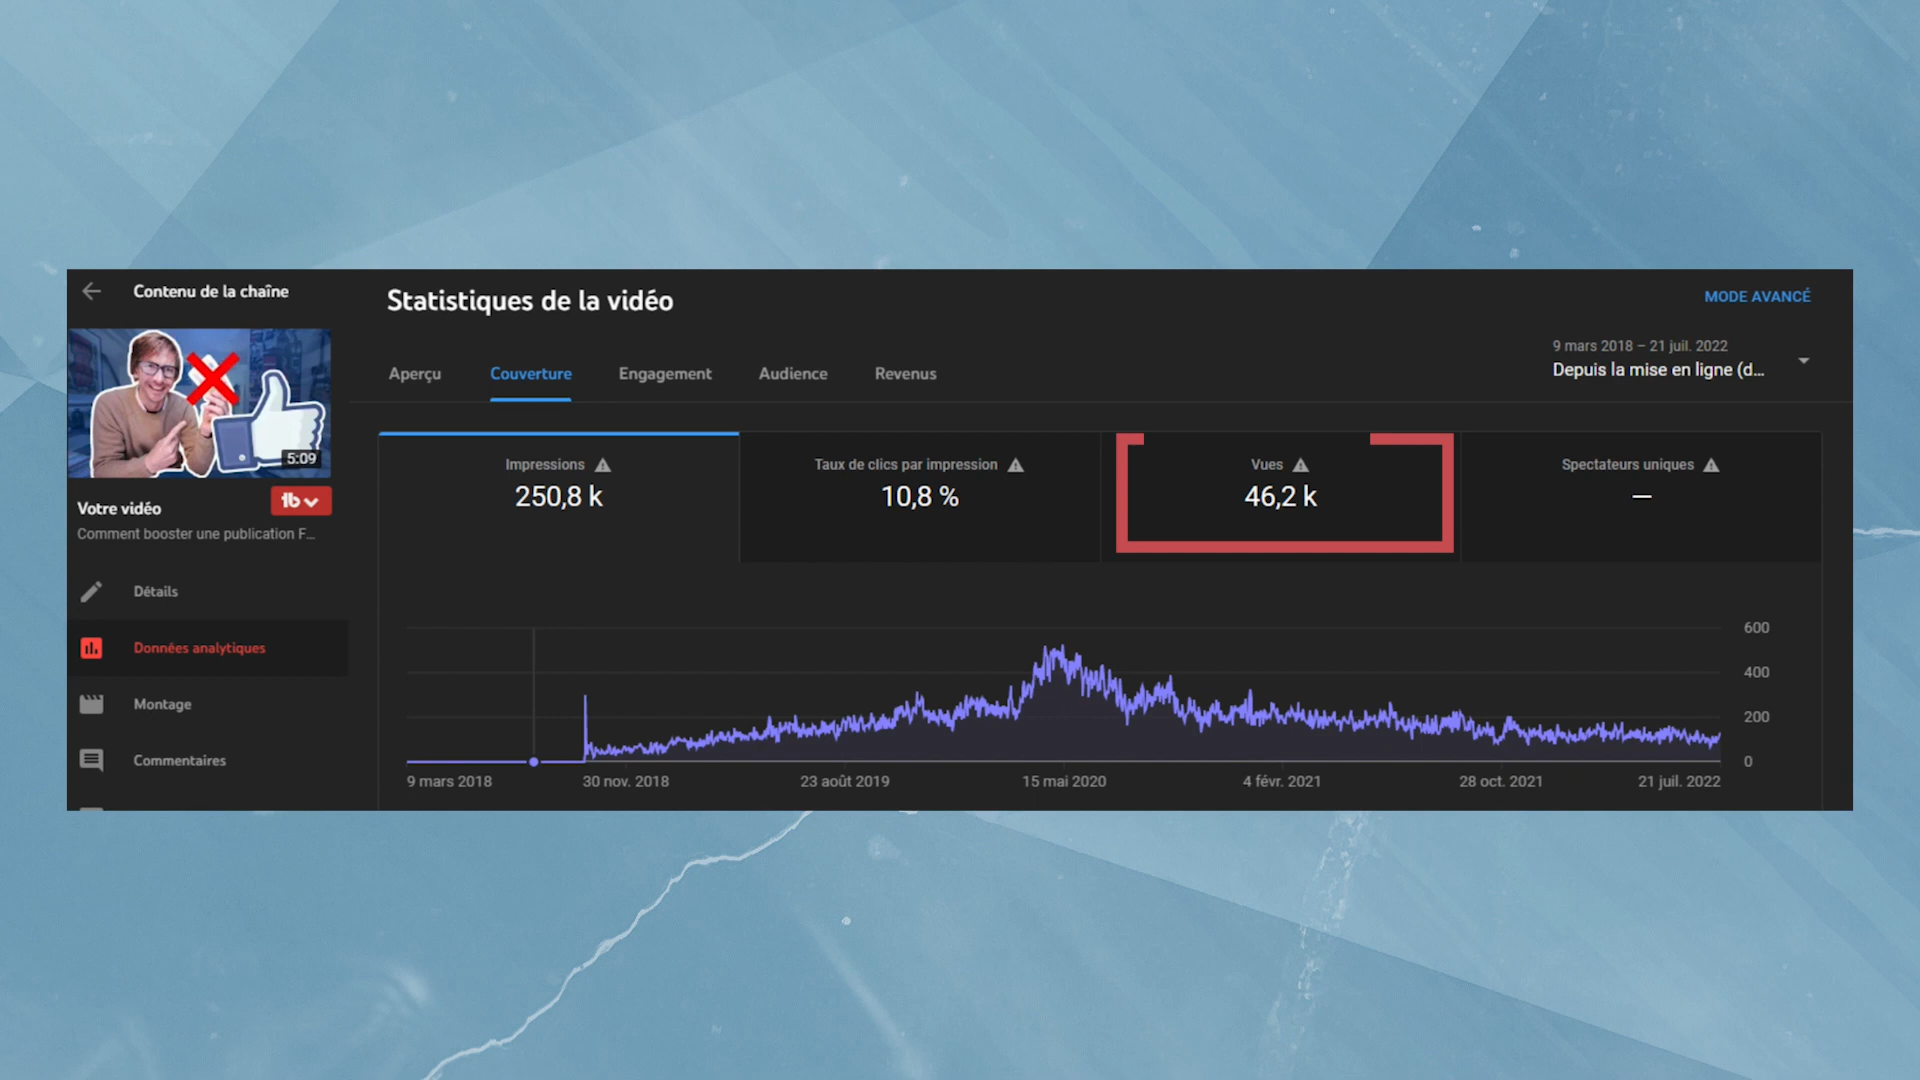 Contenu de la chaîne
5:09
Votre vidéo
Comment booster une publication F...
Détails
Données analytiques
Montage
Commentaires
Statistiques de la vidéo
MODE AVANCÉ
9 mars 2018 – 21 juil. 2022
Depuis la mise en ligne (d...
Aperçu
Couverture
Engagement
Audience
Revenus
Impressions
250,8 k
Taux de clics par impression
10,8 %
Vues
46,2 k
Spectateurs uniques
—
600
400
200
0
9 mars 2018
30 nov. 2018
23 août 2019
15 mai 2020
4 févr. 2021
28 oct. 2021
21 juil. 2022